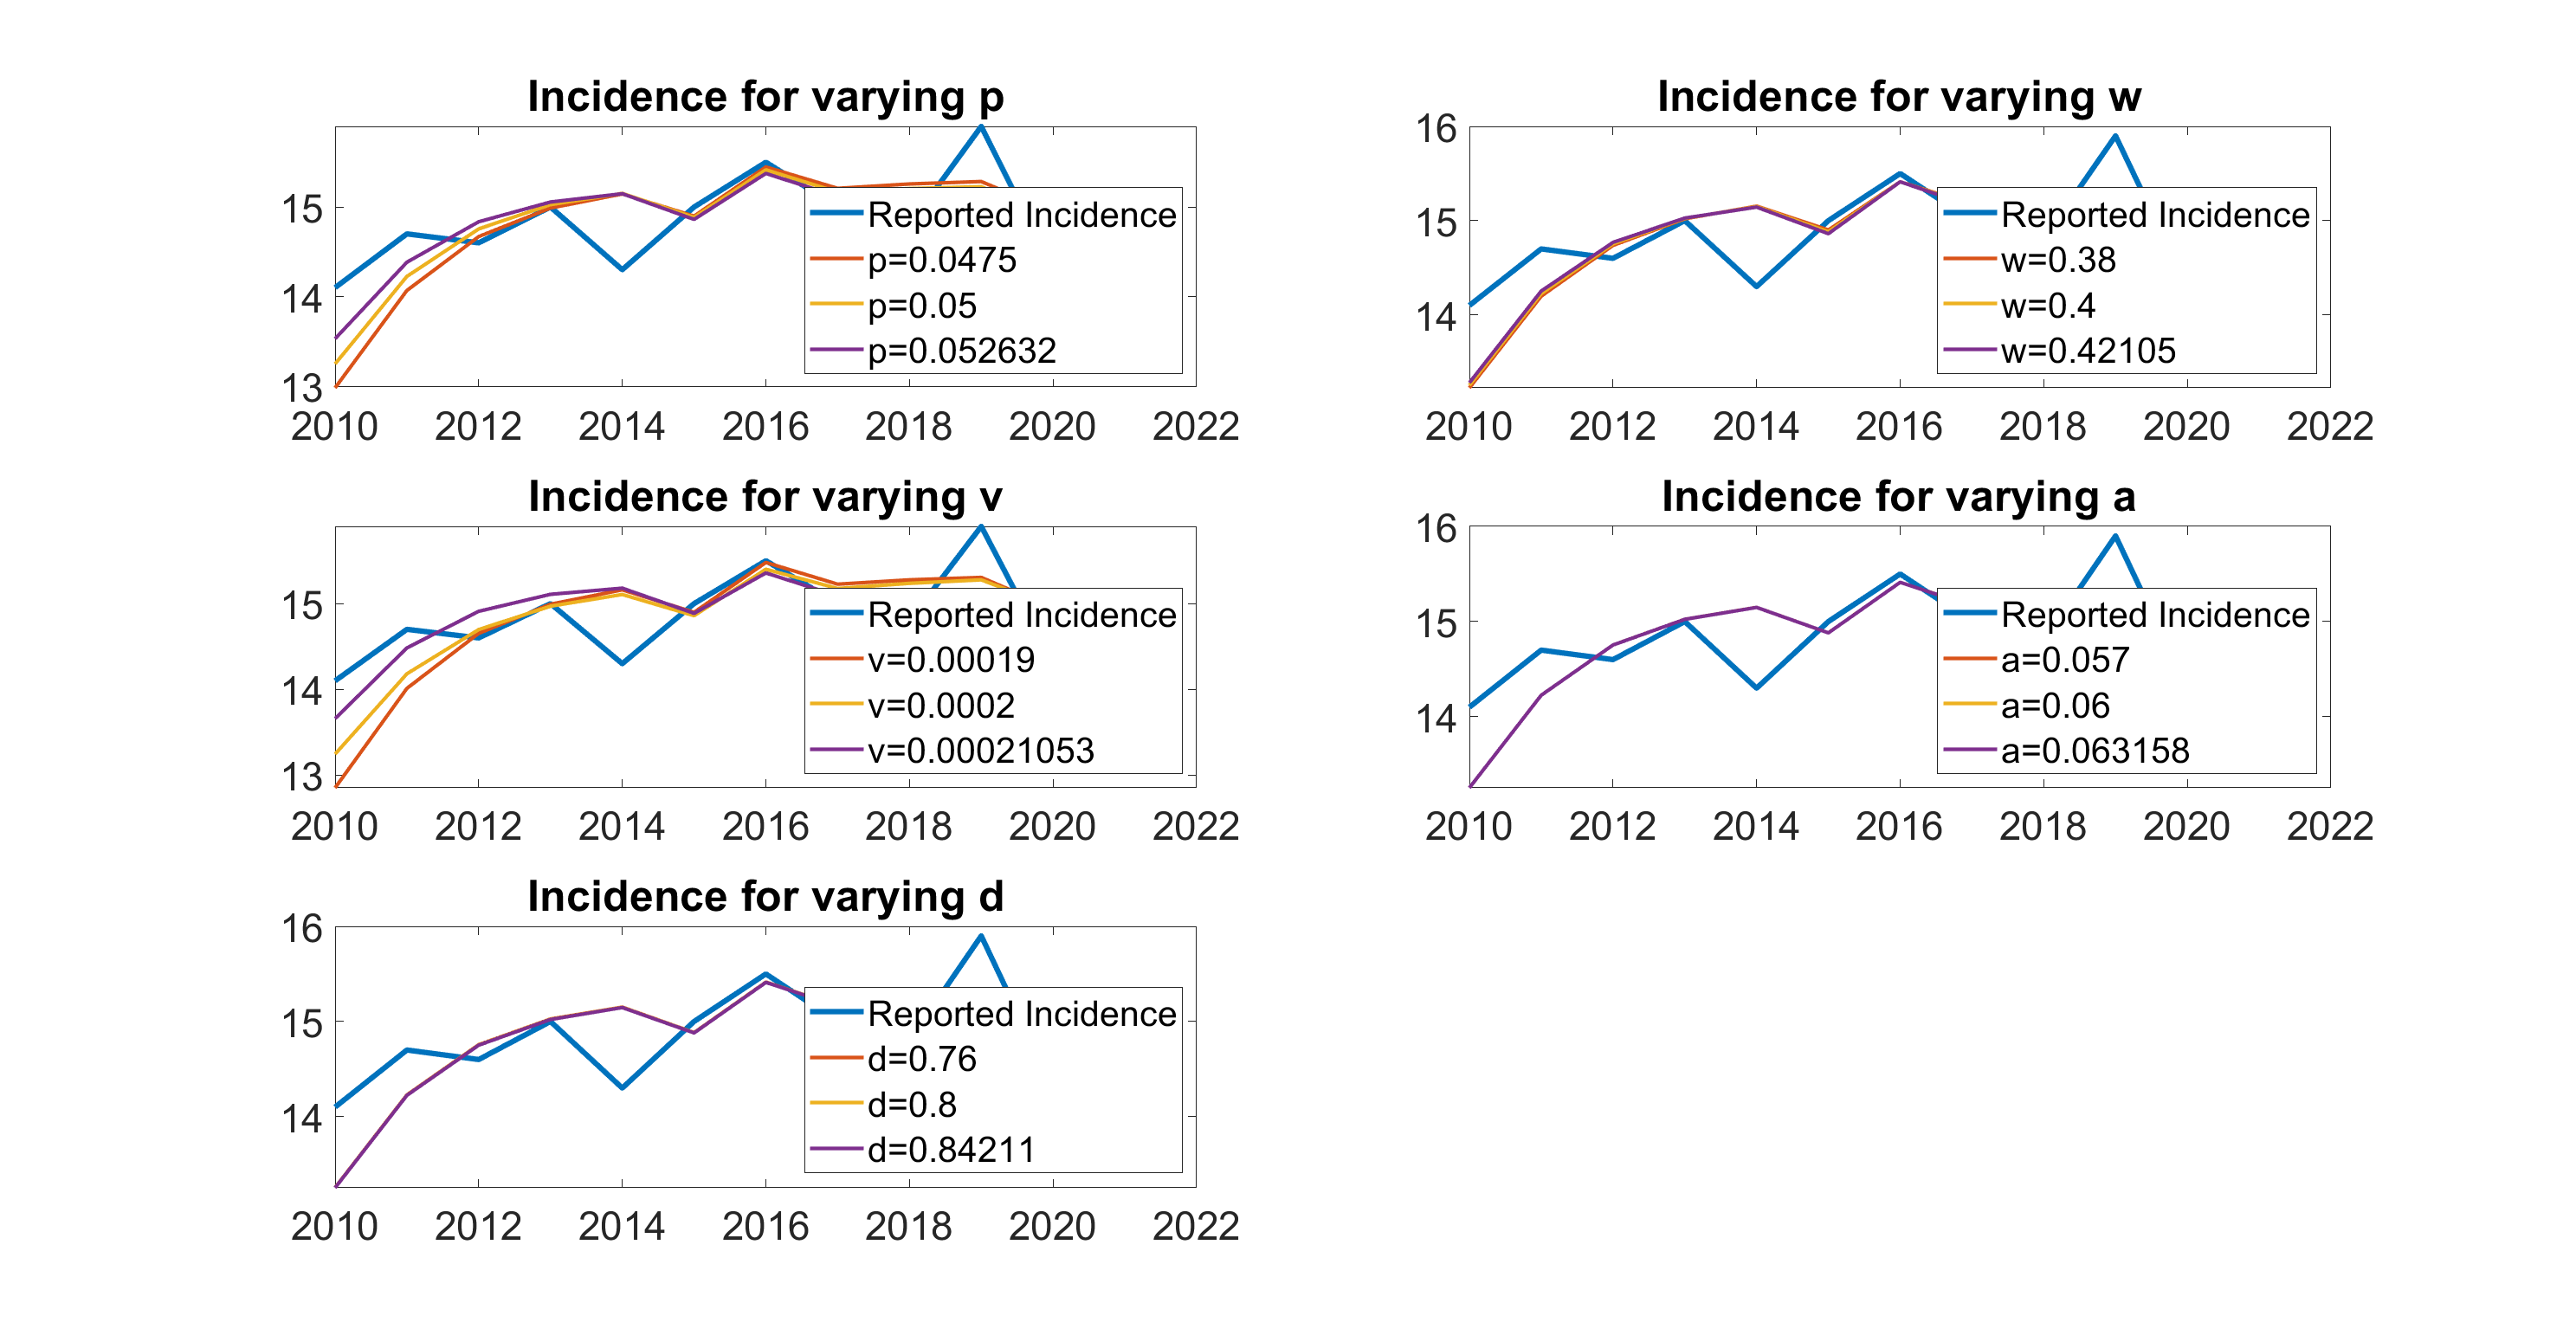 Incidence for varying p
15
14
13
2010 2012 2014 2016 2018 2020 2022
Reported Incidence
p=0.0475
p=0.05
p=0.052632
Incidence for varying w
16
15
14
2010 2012 2014 2016 2018 2020 2022
Reported Incidence
w=0.38
w=0.4
w=0.42105
Incidence for varying v
15
14
13
2010 2012 2014 2016 2018 2020 2022
Reported Incidence
v=0.00019
v=0.0002
v=0.00021053
Incidence for varying a
16
15
14
2010 2012 2014 2016 2018 2020 2022
Reported Incidence
a=0.057
a=0.06
a=0.063158
Incidence for varying d
16
15
14
2010 2012 2014 2016 2018 2020 2022
Reported Incidence
d=0.76
d=0.8
d=0.84211